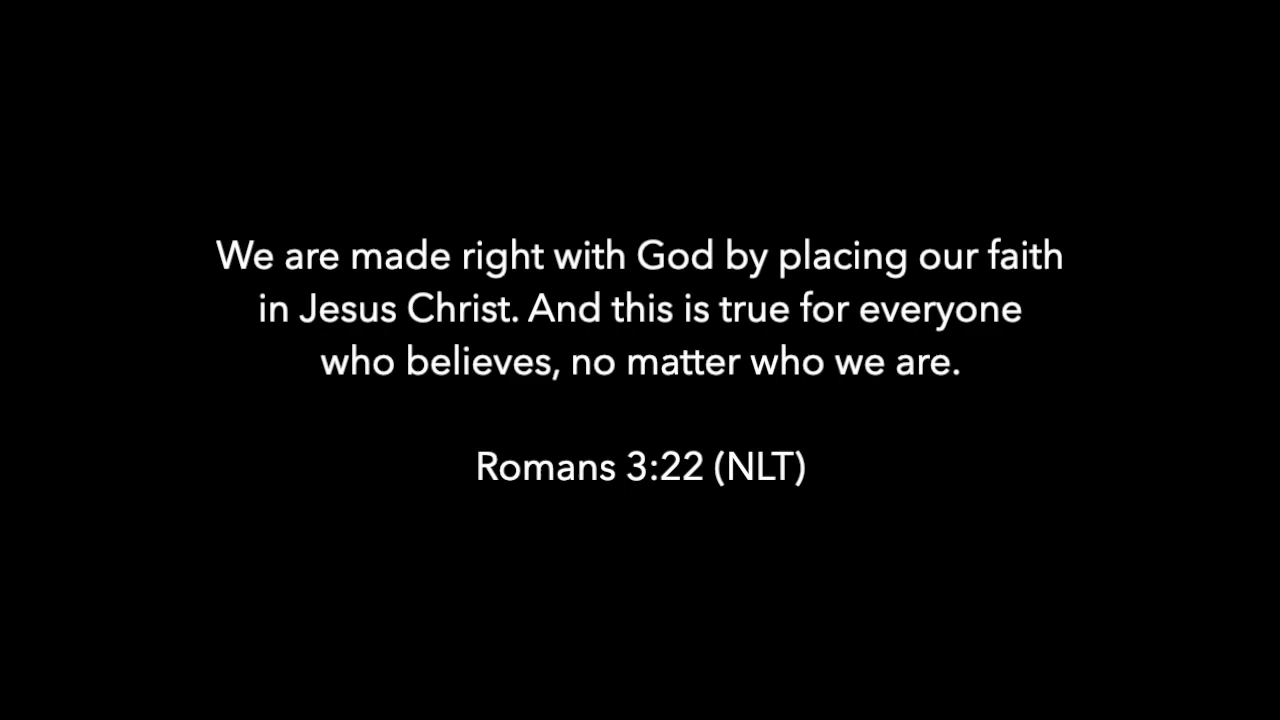 We are made right with God by placing our faith
in Jesus Christ. And this is true for everyone
who believes, no matter who we are.
Romans 3:22 (NLT)